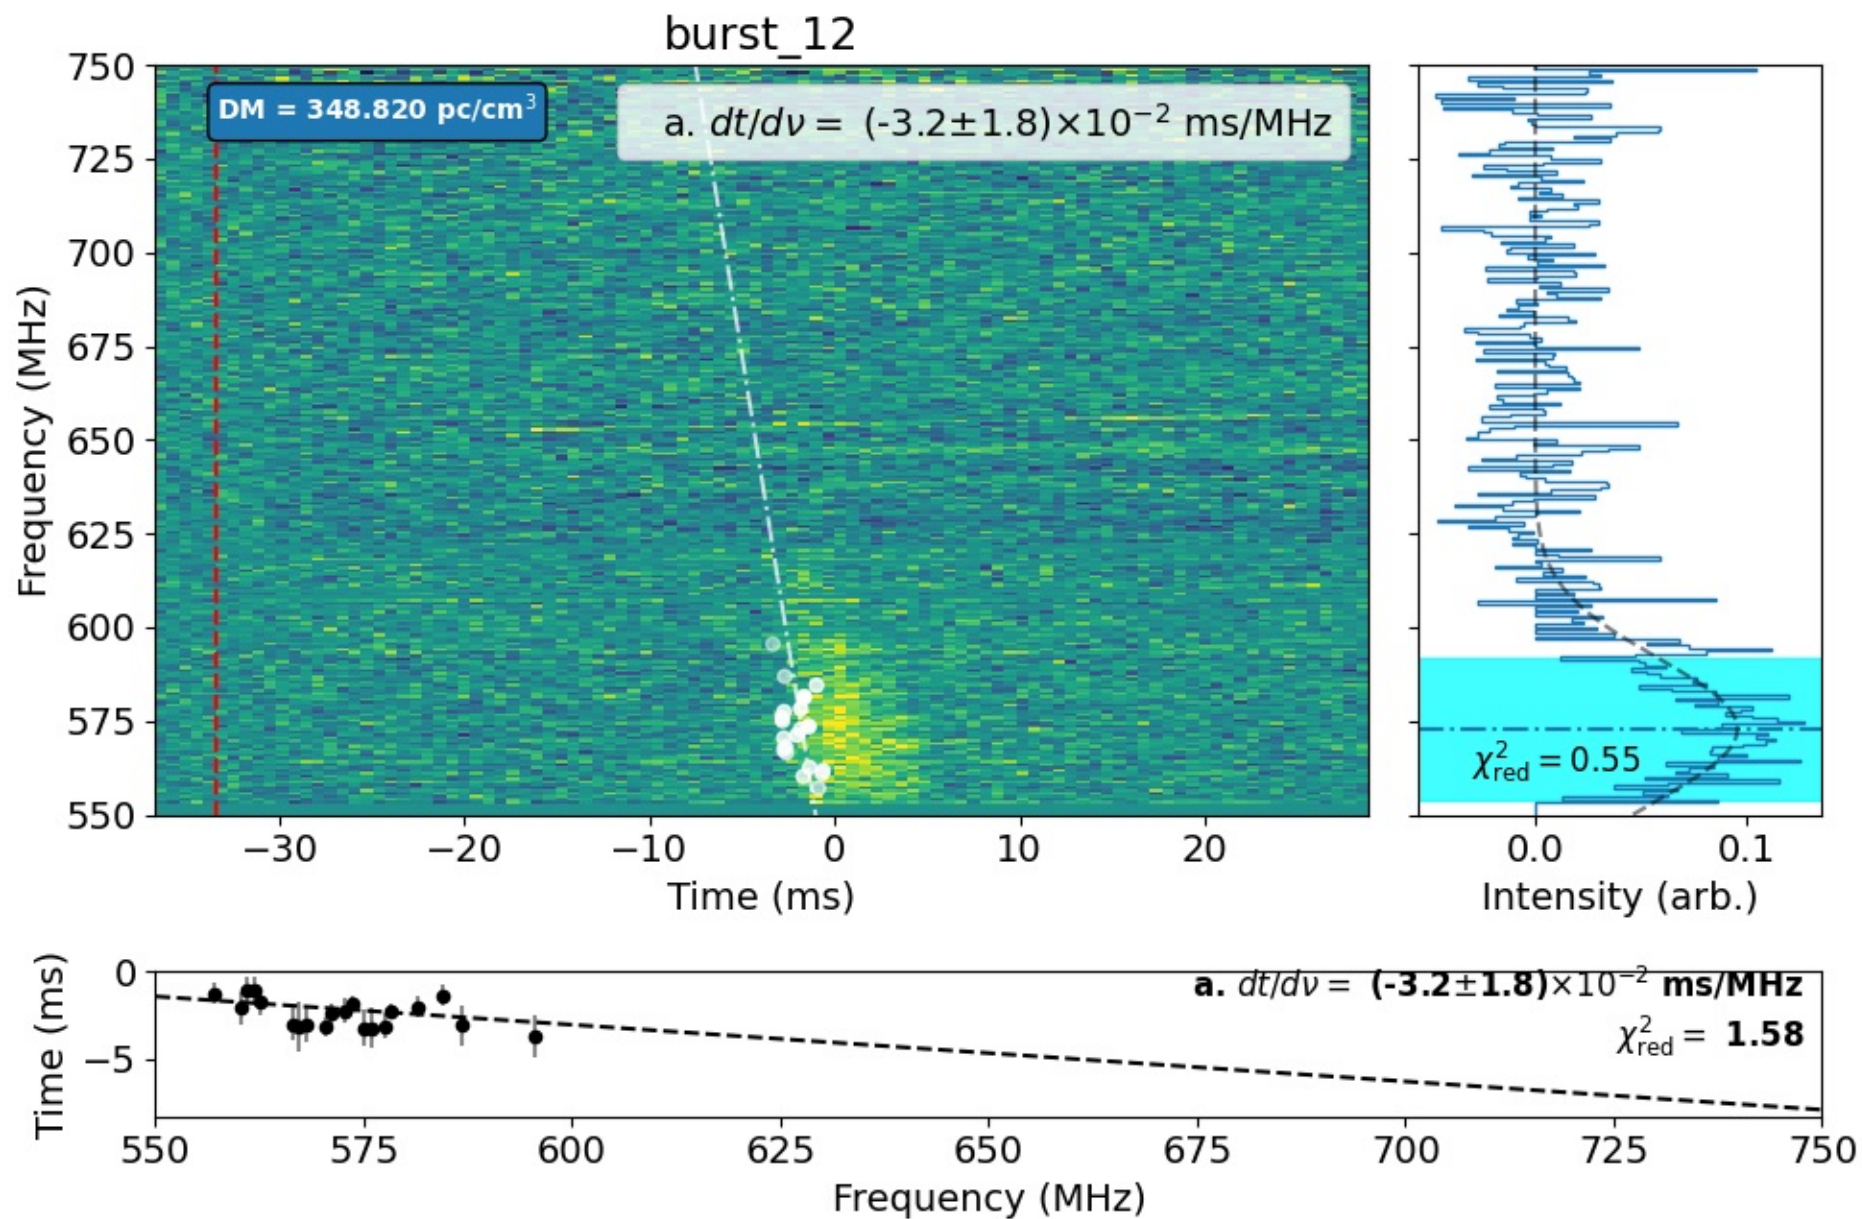 burst_12
DM = 348.820 pc/cm³
a. dt/dν = (-3.2±1.8)×10⁻² ms/MHz
750
725
700
675
650
625
600
575
550
Frequency (MHz)
−30 −20 −10 0 10 20
Time (ms)
χ²red = 0.55
0.0 0.1
Intensity (arb.)
a. dt/dν = (-3.2±1.8)×10⁻² ms/MHz
χ²red = 1.58
0
−5
Time (ms)
550 575 600 625 650 675 700 725 750
Frequency (MHz)